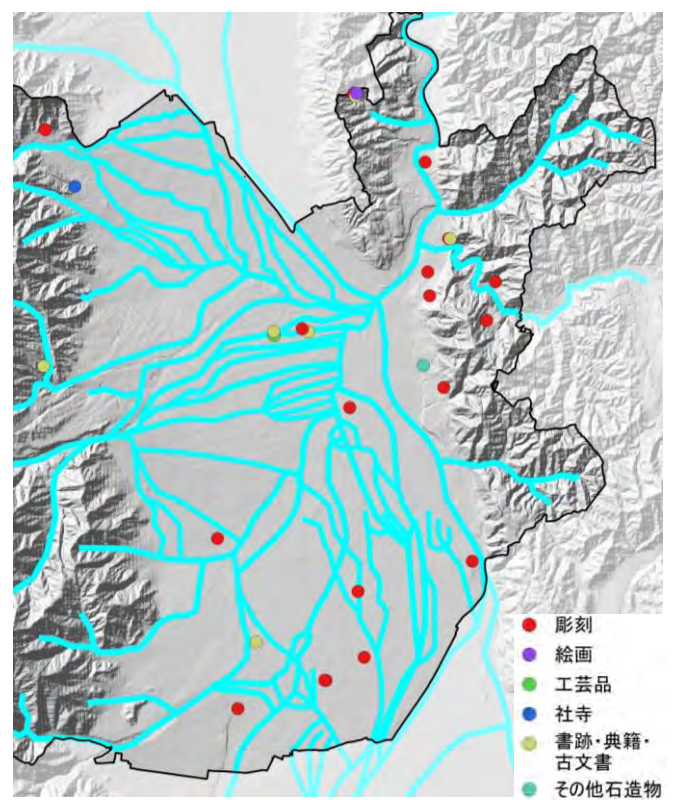 彫刻
絵画
工芸品
社寺
書跡・典籍・
古文書
その他石造物